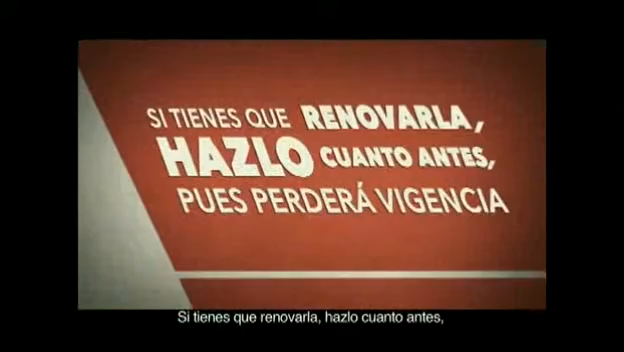 SI TIENES QUE RENOVARLA,
HAZLO CUANTO ANTES,
PUES PERDERÁ VIGENCIA
Si tienes que renovarla, hazlo cuanto antes,